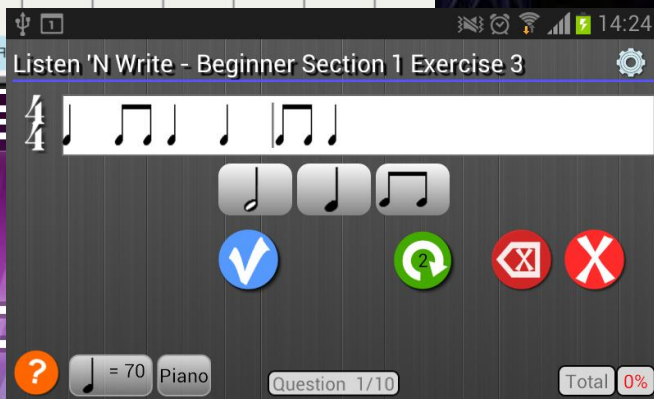 1 14:24
Listen 'N Write - Beginner Section 1 Exercise 3
4
4
2
X X
? = 70 Piano Question 1/10 Total 0%